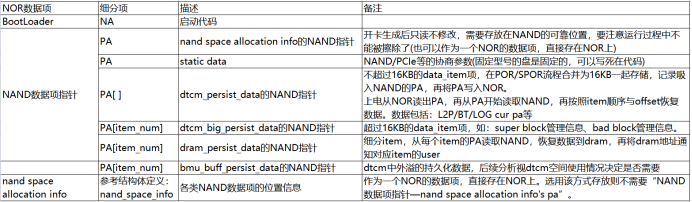 NOR数据项 细分项 描述 备注
BootLoader NA 启动代码
NAND数据项指针
PA nand space allocation info的NAND指针
开卡生成后只读不修改，需要存放在NAND的可靠位置，要注意运行过程中不
能被擦除了(也可以作为一个NOR的数据项，直接存在NOR上)
PA static data NAND/PCIe等的协商参数(固定型号的盘是固定的，可以写死在代码)
PA[ ] dtcm_persist_data的NAND指针
不超过16KB的data_item项，在POR/SPOR流程合并为16KB一起存储，记录吸
入NAND的PA，再将PA写入NOR。
上电从NOR读出PA，再从PA开始读取NAND，再按照item顺序与offset恢复
数据。数据包括：L2P/BT/LOG cur pa等
PA[item_num] dtcm_big_persist_data的NAND指针 超过16KB的data_item项，如：super block管理信息、bad block管理信息。
PA[item_num] dram_persist_data的NAND指针
细分item，从每个item的PA读取NAND，恢复数据到dram，再将dram地址通
知对应item的user
PA[item_num] bmu_buff_persist_data的NAND指针 dtcm中外溢的持久化数据，后续分析视dtcm空间使用情况决定是否需要
nand space
allocation info
参考结构体定义：
nand_space_info
各类NAND数据项的位置信息
作为一个NOR的数据项，直接存在NOR上。选用该方式存放则不需要“NAND
数据项指针—nand space allocation info's pa”。